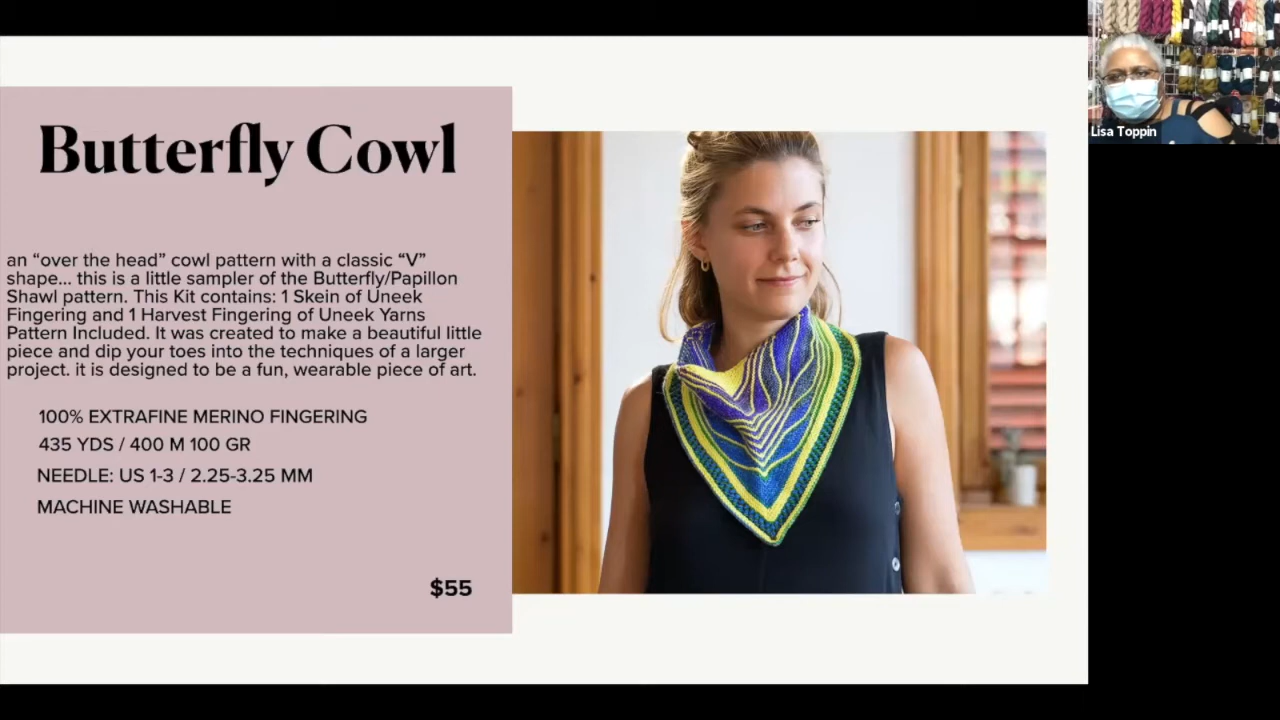 Butterfly Cowl
an “over the head” cowl pattern with a classic “V”
shape... this is a little sampler of the Butterfly/Papillon
Shawl pattern. This Kit contains: 1 Skein of Uneek
Fingering and 1 Harvest Fingering of Uneek Yarns
Pattern Included. It was created to make a beautiful little
piece and dip your toes into the techniques of a larger
project. it is designed to be a fun, wearable piece of art.
100% EXTRAFINE MERINO FINGERING
435 YDS / 400 M 100 GR
NEEDLE: US 1-3 / 2.25-3.25 MM
MACHINE WASHABLE
$55
Lisa Toppin